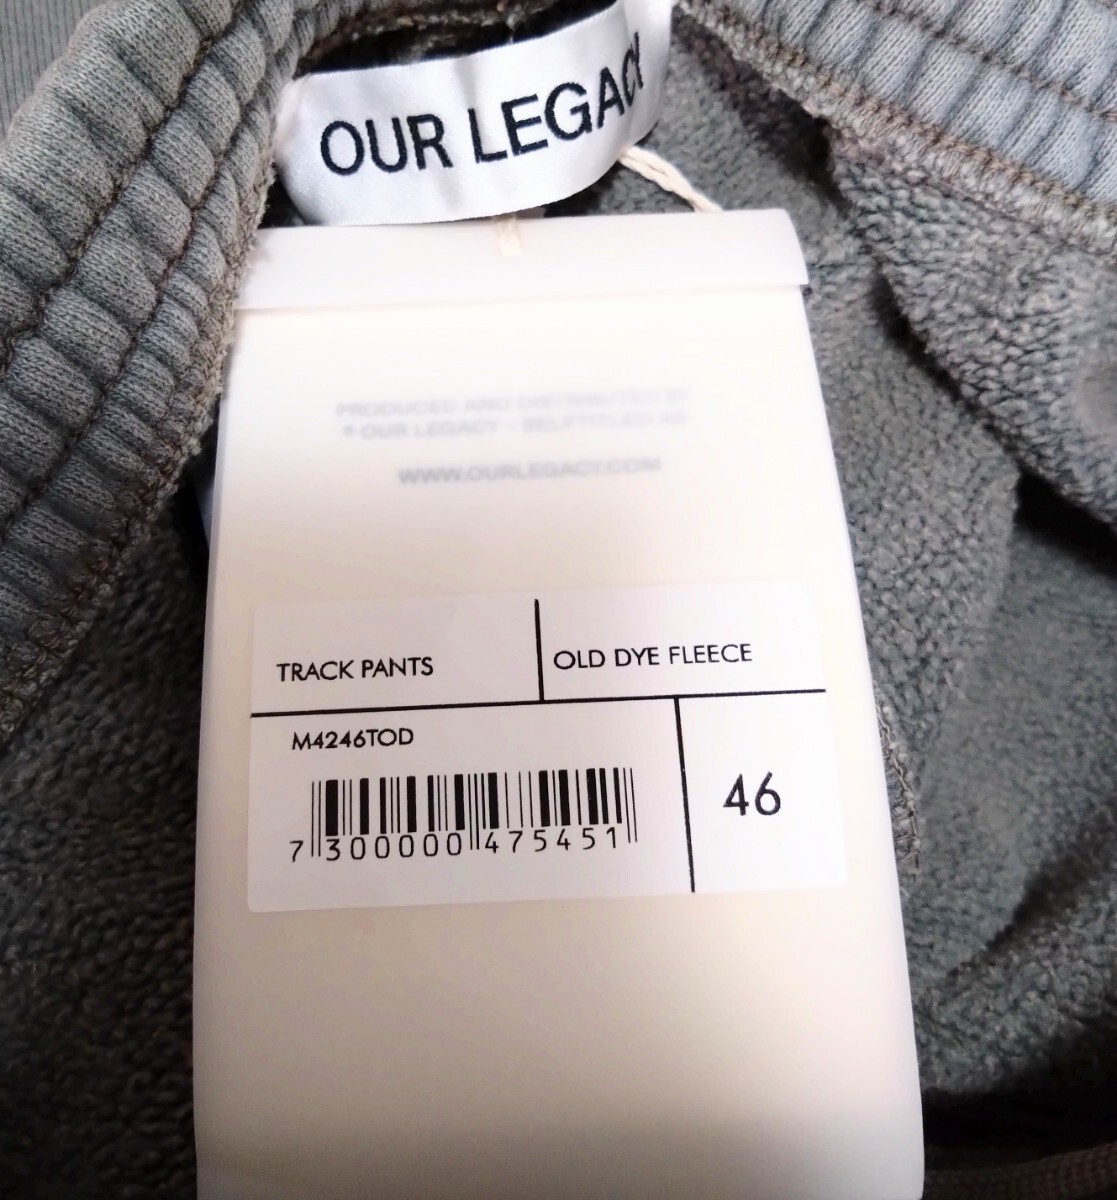 OUR LEGACY
PRODUCED AND DISTRIBUTED BY
® OUR LEGACY - SELFTITLED AB
WWW.OURLEGACY.COM
TRACK PANTS
OLD DYE FLEECE
M4246TOD
46
7 300000 475451